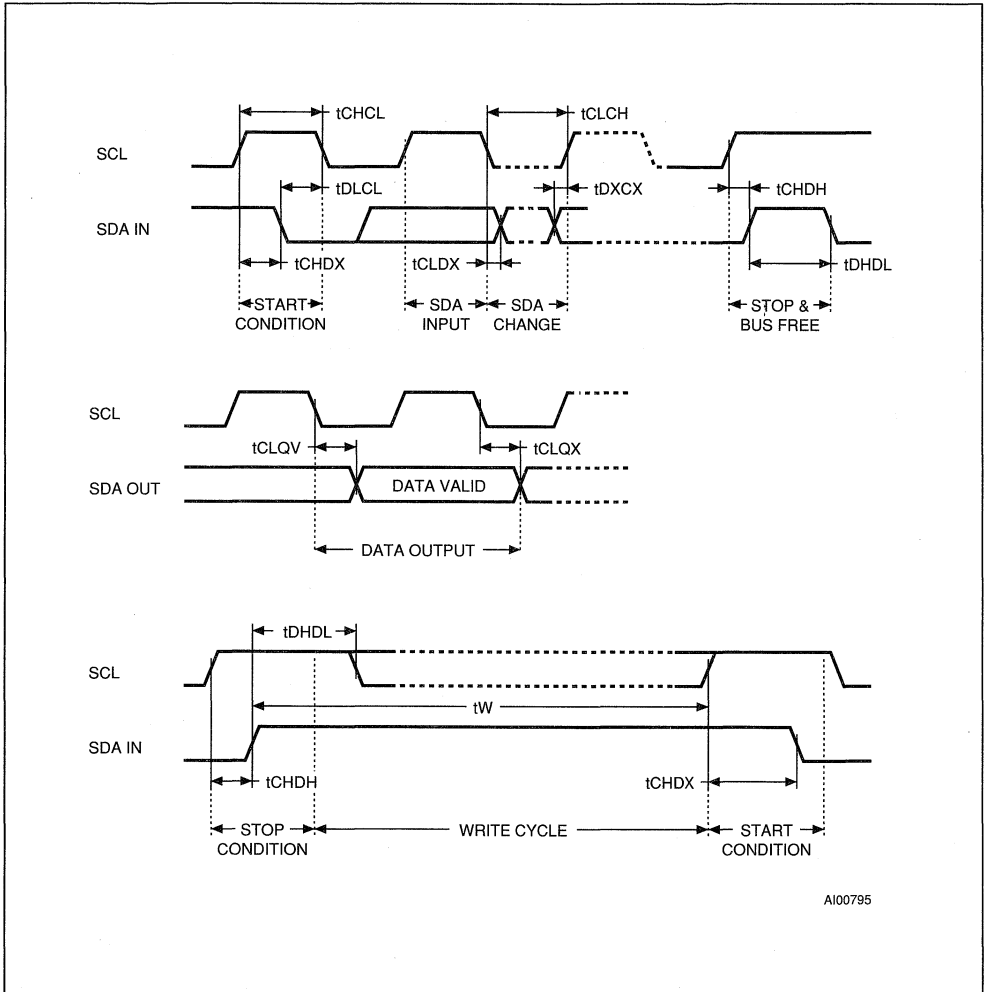 tCHCL
tCLCH
SCL
tDLCL
tDXCX
tCHDH
SDA IN
tCHDX
tCLDX
tDHDL
START
CONDITION
SDA
INPUT
SDA
CHANGE
STOP &
BUS FREE
SCL
tCLQV
tCLQX
SDA OUT
DATA VALID
DATA OUTPUT
tDHDL
SCL
tW
SDA IN
tCHDH
tCHDX
STOP
CONDITION
WRITE CYCLE
START
CONDITION
AI00795